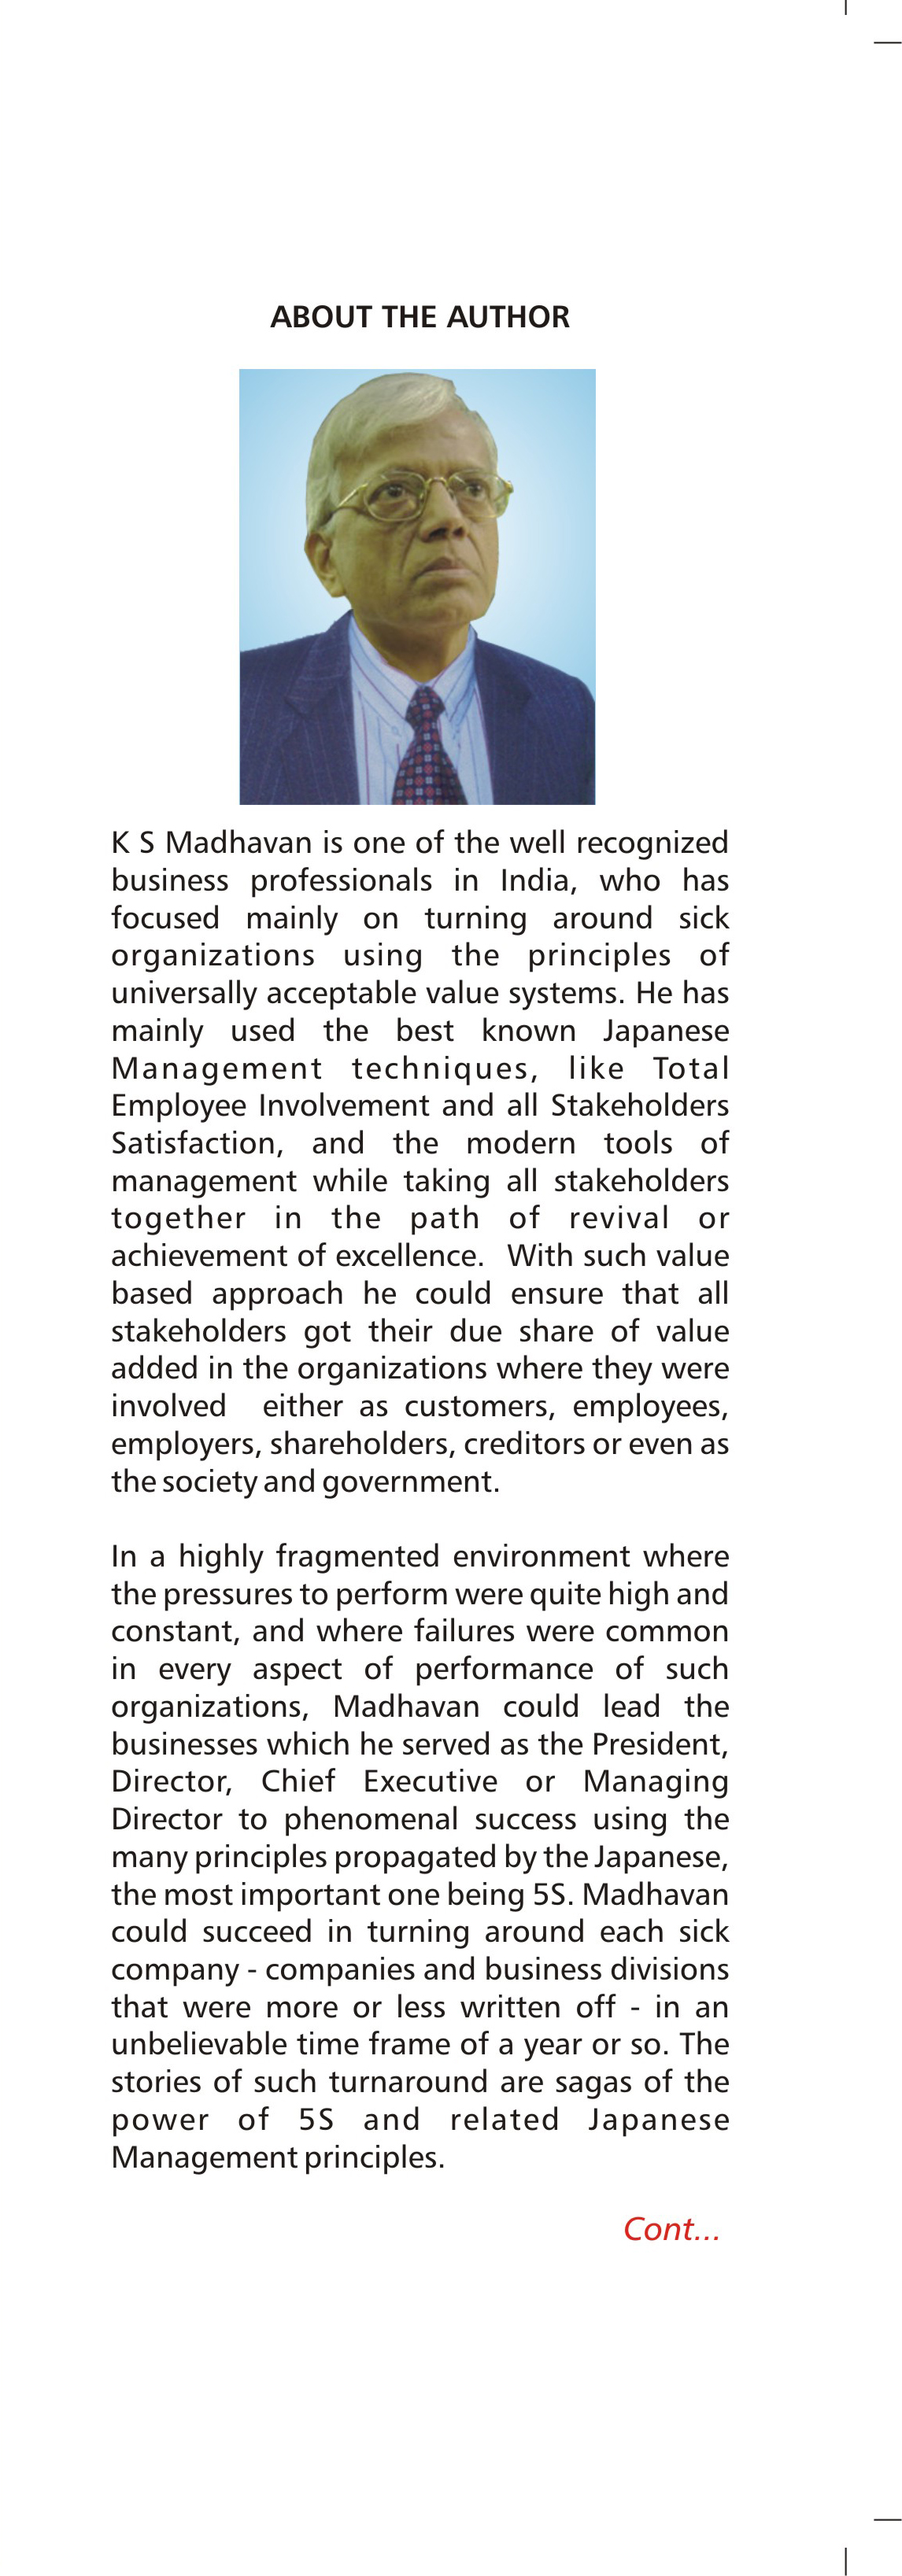 ABOUT THE AUTHOR
K S Madhavan is one of the well recognized
business professionals in India, who has
focused mainly on turning around sick
organizations using the principles of
universally acceptable value systems. He has
mainly used the best known Japanese
Management techniques, like Total
Employee Involvement and all Stakeholders
Satisfaction, and the modern tools of
management while taking all stakeholders
together in the path of revival or
achievement of excellence. With such value
based approach he could ensure that all
stakeholders got their due share of value
added in the organizations where they were
involved either as customers, employees,
employers, shareholders, creditors or even as
the society and government.
In a highly fragmented environment where
the pressures to perform were quite high and
constant, and where failures were common
in every aspect of performance of such
organizations, Madhavan could lead the
businesses which he served as the President,
Director, Chief Executive or Managing
Director to phenomenal success using the
many principles propagated by the Japanese,
the most important one being 5S. Madhavan
could succeed in turning around each sick
company - companies and business divisions
that were more or less written off - in an
unbelievable time frame of a year or so. The
stories of such turnaround are sagas of the
power of 5S and related Japanese
Management principles.
Cont...